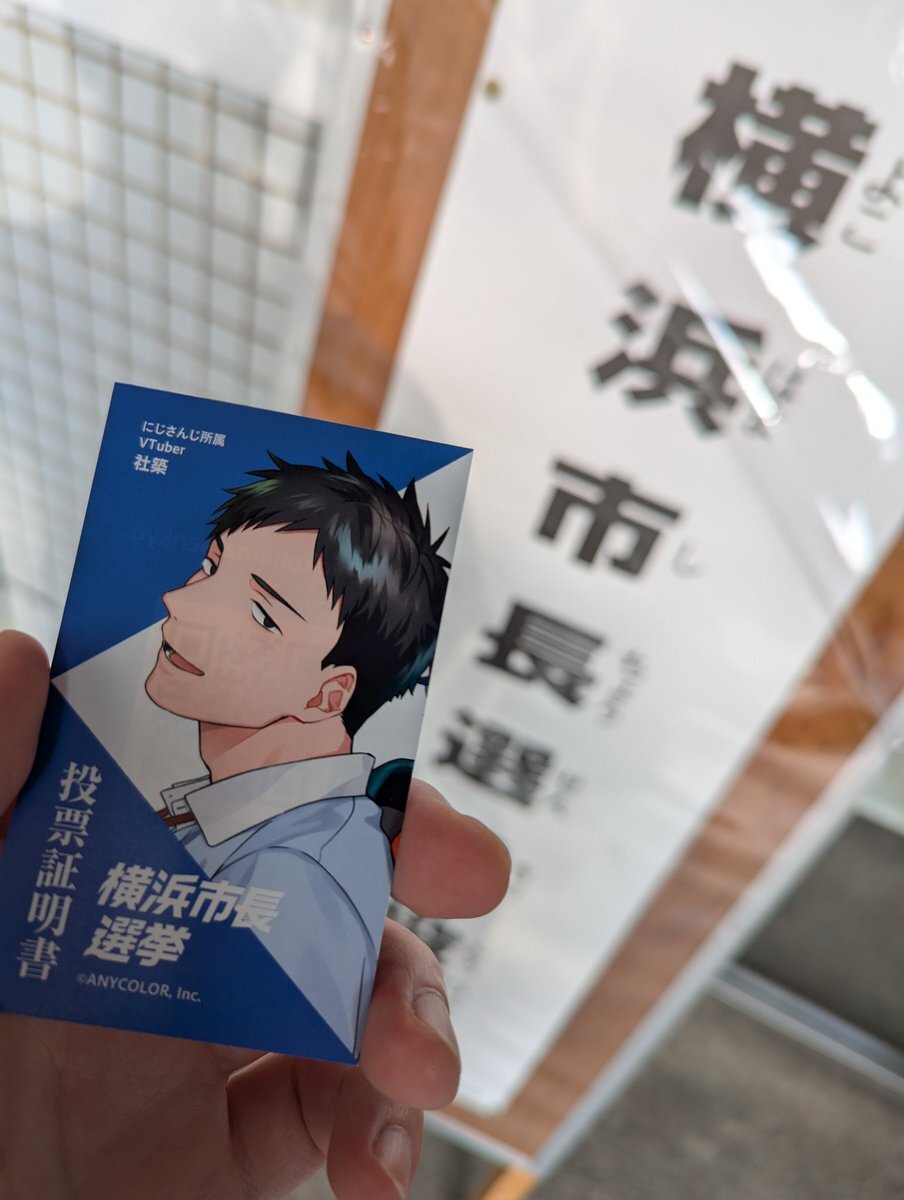 にじさんじ所属
VTuber
社築
投票証明書
横浜市長
選挙
©ANYCOLOR, Inc.
横浜市長選